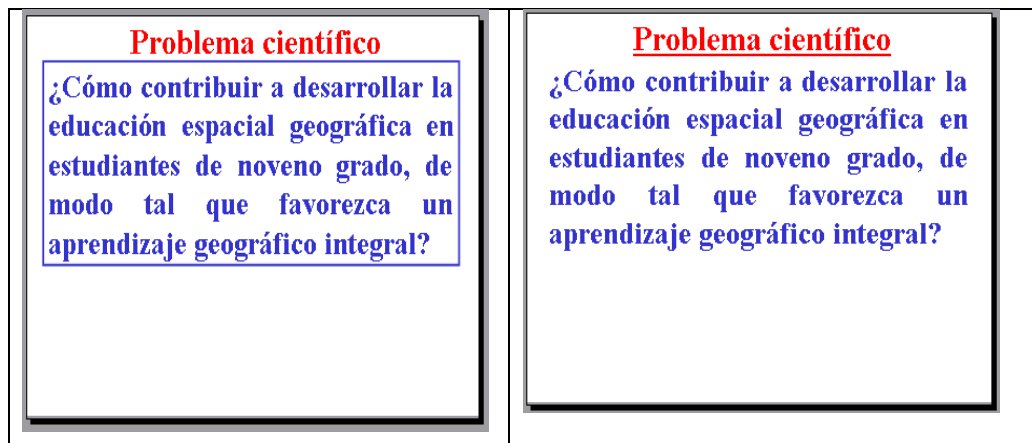 Problema científico
¿Cómo contribuir a desarrollar la
educación espacial geográfica en
estudiantes de noveno grado, de
modo tal que favorezca un
aprendizaje geográfico integral?
Problema científico
¿Cómo contribuir a desarrollar la
educación espacial geográfica en
estudiantes de noveno grado, de
modo tal que favorezca un
aprendizaje geográfico integral?